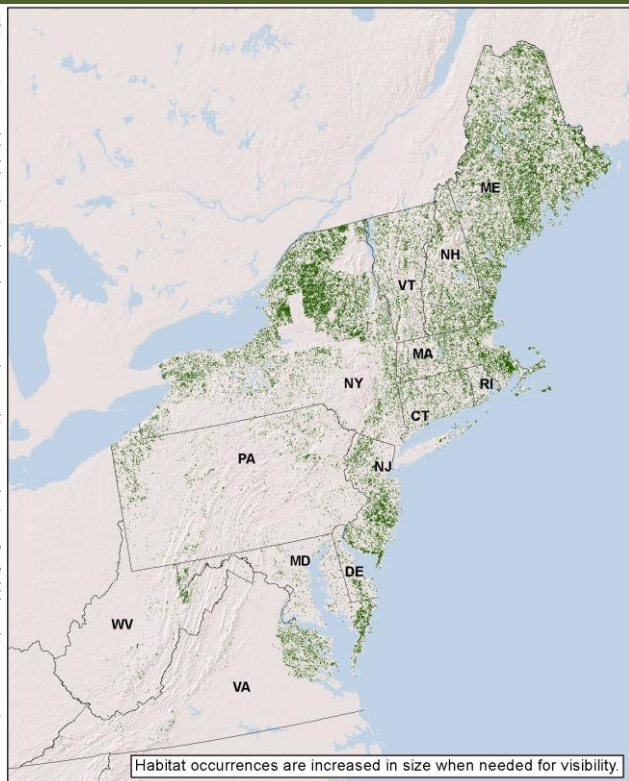 ME
NH
VT
MA
NY
RI
CT
PA
NJ
MD
DE
WV
VA
Habitat occurrences are increased in size when needed for visibility.